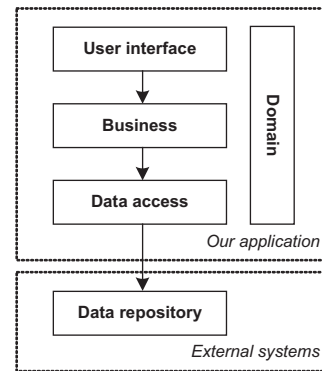 User interface
Business
Data access
Domain
Our application
Data repository
External systems